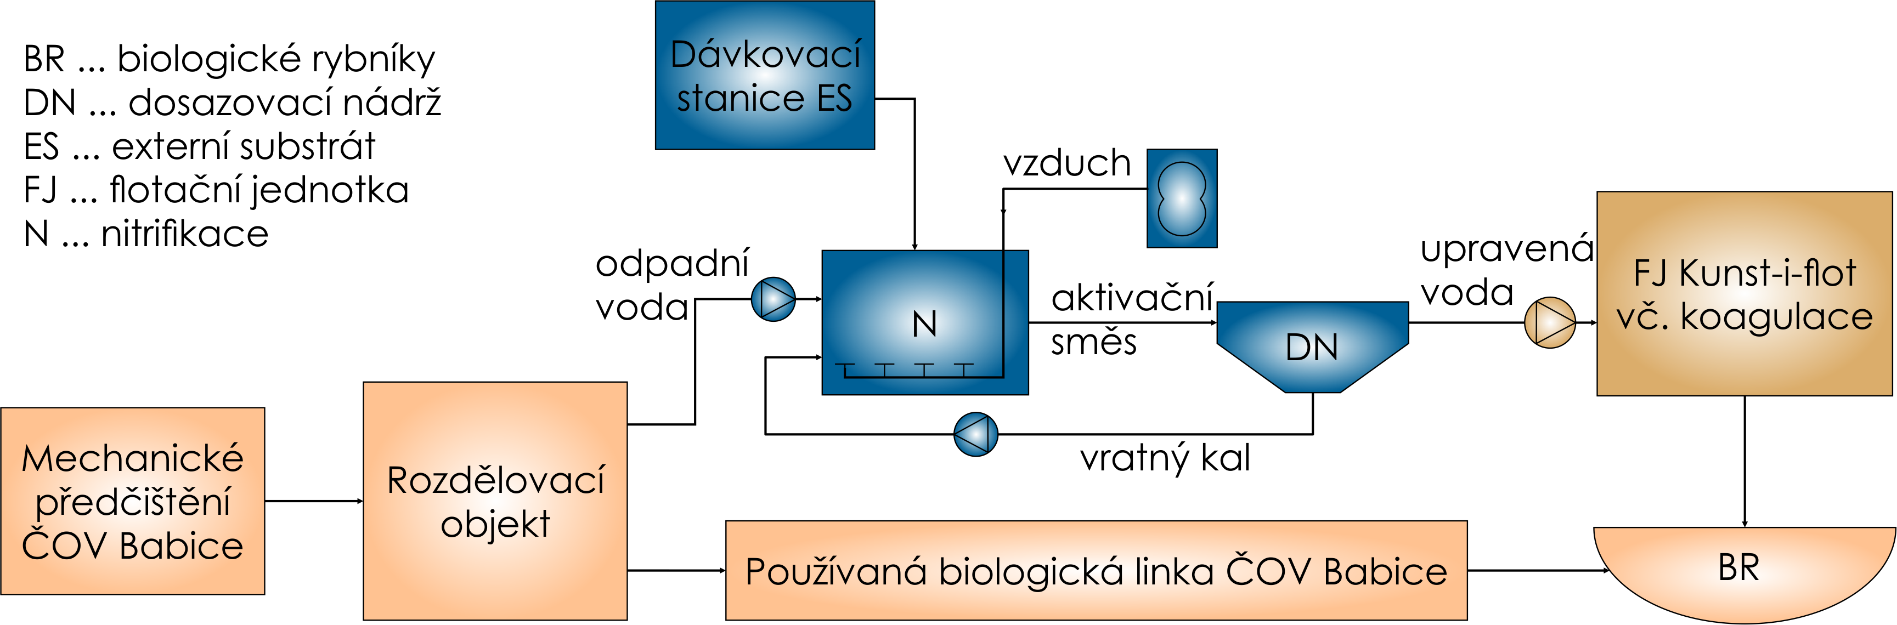 BR ... biologické rybníky
DN ... dosazovací nádrž
ES ... externí substrát
FJ ... flotační jednotka
N ... nitrifikace
Dávkovací
stanice ES
vzduch
odpadní
voda
N
aktivační
směs
DN
upravená
voda
FJ Kunst-i-flot
vč. koagulace
vratný kal
Mechanické
předčištění
ČOV Babice
Rozdělovací
objekt
Používaná biologická linka ČOV Babice
BR